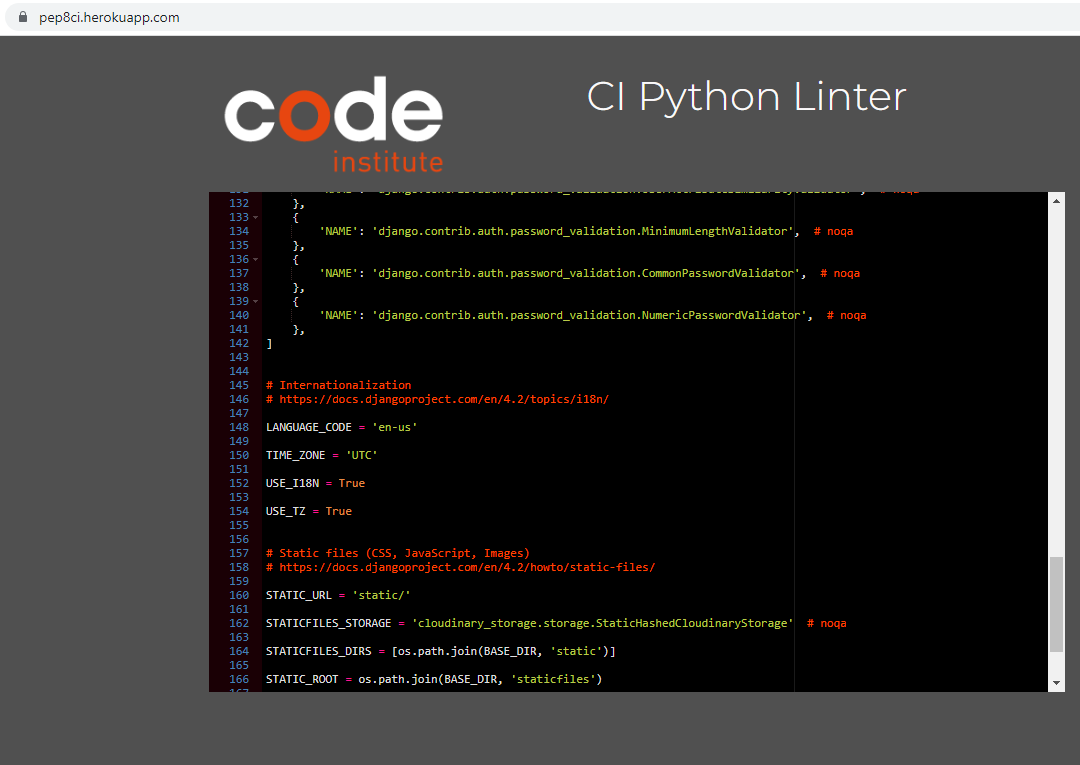 pep8ci.herokuapp.com
code
institute
CI Python Linter
132 },
133 {
134 'NAME': 'django.contrib.auth.password_validation.MinimumLengthValidator', # noqa
135 },
136 {
137 'NAME': 'django.contrib.auth.password_validation.CommonPasswordValidator', # noqa
138 },
139 {
140 'NAME': 'django.contrib.auth.password_validation.NumericPasswordValidator', # noqa
141 },
142 ]
143
144
145 # Internationalization
146 # https://docs.djangoproject.com/en/4.2/topics/i18n/
147
148 LANGUAGE_CODE = 'en-us'
149
150 TIME_ZONE = 'UTC'
151
152 USE_I18N = True
153
154 USE_TZ = True
155
156
157 # Static files (CSS, JavaScript, Images)
158 # https://docs.djangoproject.com/en/4.2/howto/static-files/
159
160 STATIC_URL = 'static/'
161
162 STATICFILES_STORAGE = 'cloudinary_storage.storage.StaticHashedCloudinaryStorage' # noqa
163
164 STATICFILES_DIRS = [os.path.join(BASE_DIR, 'static')]
165
166 STATIC_ROOT = os.path.join(BASE_DIR, 'staticfiles')